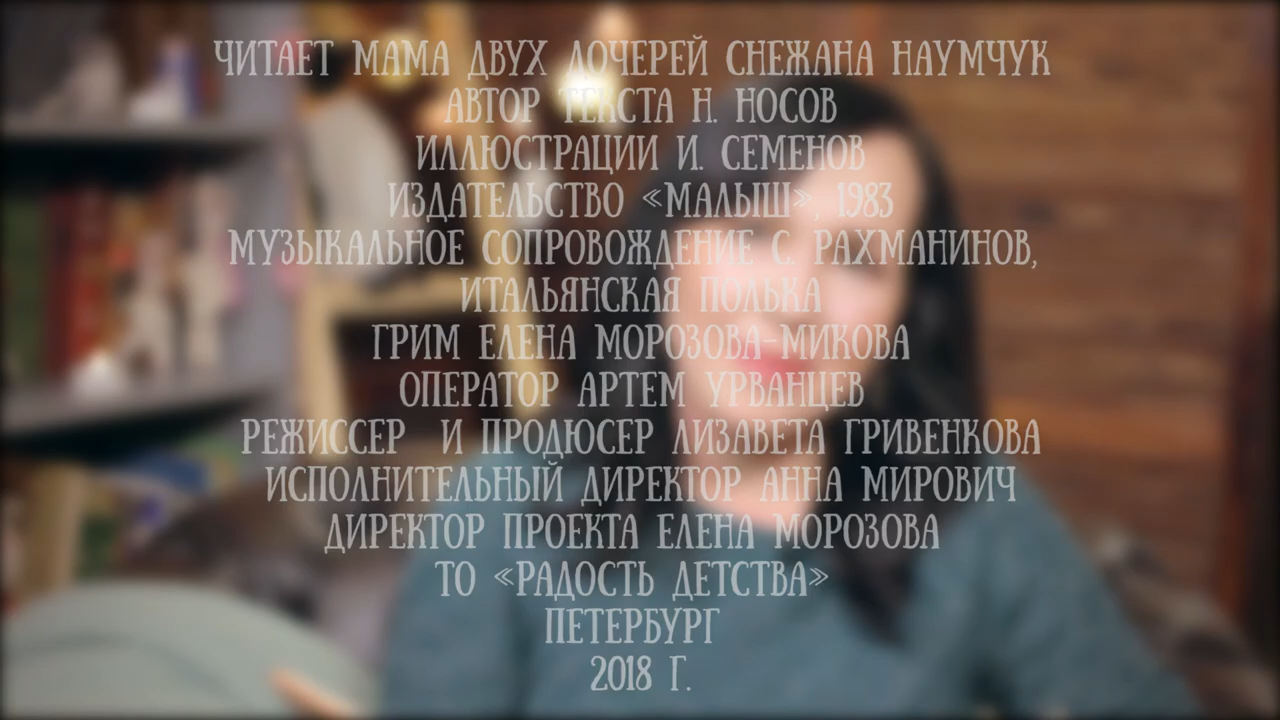 ЧИТАЕТ МАМА ДВУХ ДОЧЕРЕЙ СНЕЖАНА НАУМЧУК
АВТОР ТЕКСТА Н. НОСОВ
ИЛЛЮСТРАЦИИ И. СЕМЕНОВ
ИЗДАТЕЛЬСТВО «МАЛЫШ», 1983
МУЗЫКАЛЬНОЕ СОПРОВОЖДЕНИЕ С. РАХМАНИНОВ,
ИТАЛЬЯНСКАЯ ПОЛЬКА
ГРИМ ЕЛЕНА МОРОЗОВА-МИКОВА
ОПЕРАТОР АРТЕМ УРВАНЦЕВ
РЕЖИССЕР И ПРОДЮСЕР ЛИЗАВЕТА ГРИВЕНКОВА
ИСПОЛНИТЕЛЬНЫЙ ДИРЕКТОР АННА МИРОВИЧ
ДИРЕКТОР ПРОЕКТА ЕЛЕНА МОРОЗОВА
ТО «РАДОСТЬ ДЕТСТВА»
ПЕТЕРБУРГ
2018 Г.